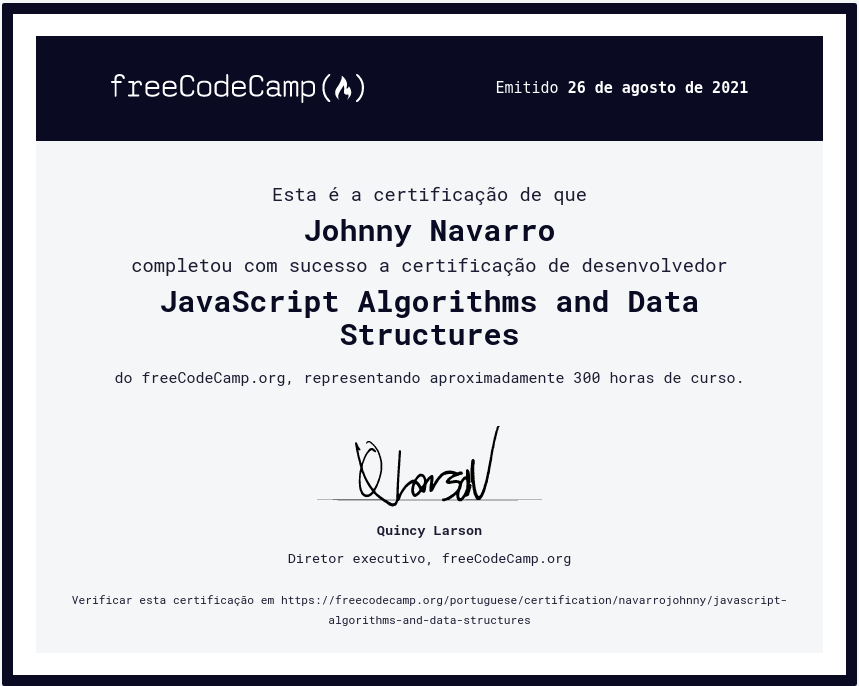 freeCodeCamp
Emitido 26 de agosto de 2021
Esta é a certificação de que
Johnny Navarro
completou com sucesso a certificação de desenvolvedor
JavaScript Algorithms and Data
Structures
do freeCodeCamp.org, representando aproximadamente 300 horas de curso.
QLarson
Quincy Larson
Diretor executivo, freeCodeCamp.org
Verificar esta certificação em https://freecodecamp.org/portuguese/certification/navarrojohnny/javascript-
algorithms-and-data-structures